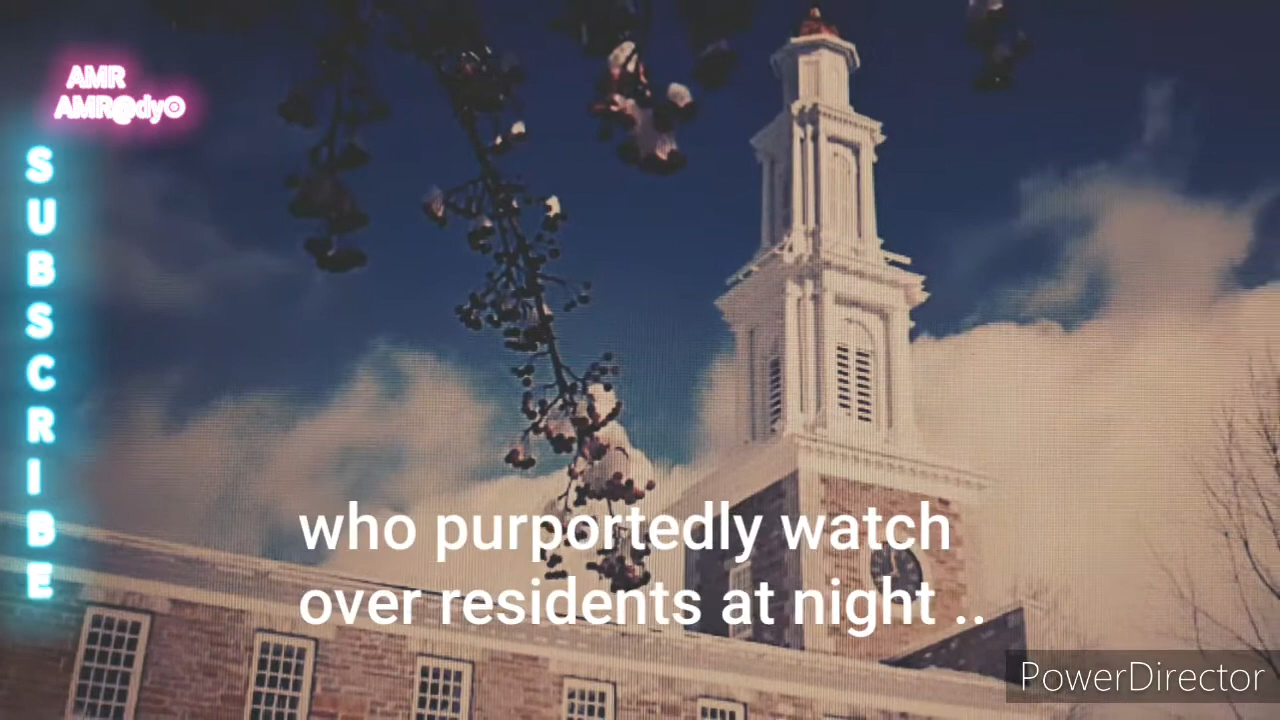 AMR
AMR@dy©
SUBSCRIBE
who purportedly watch
over residents at night ..
PowerDirector